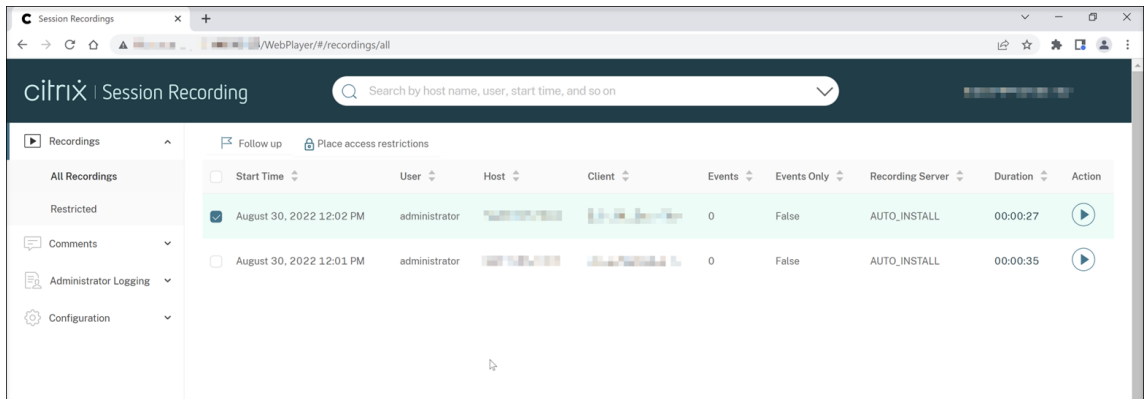 Session Recordings
/WebPlayer/#/recordings/all
citrix | Session Recording
Search by host name, user, start time, and so on
Recordings
Follow up Place access restrictions
All Recordings
Start Time User Host Client Events Events Only Recording Server Duration Action
Restricted
August 30, 2022 12:02 PM administrator 0 False AUTO_INSTALL 00:00:27
Comments
August 30, 2022 12:01 PM administrator 0 False AUTO_INSTALL 00:00:35
Administrator Logging
Configuration